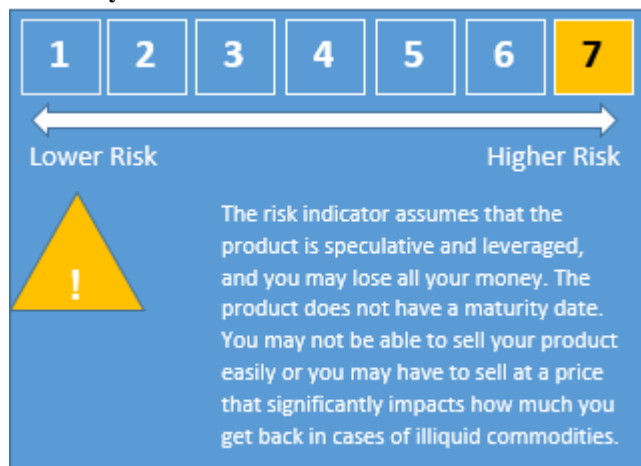 1 2 3 4 5 6 7
Lower Risk Higher Risk
The risk indicator assumes that the
product is speculative and leveraged,
and you may lose all your money. The
product does not have a maturity date.
You may not be able to sell your product
easily or you may have to sell at a price
that significantly impacts how much you
get back in cases of illiquid commodities.
!